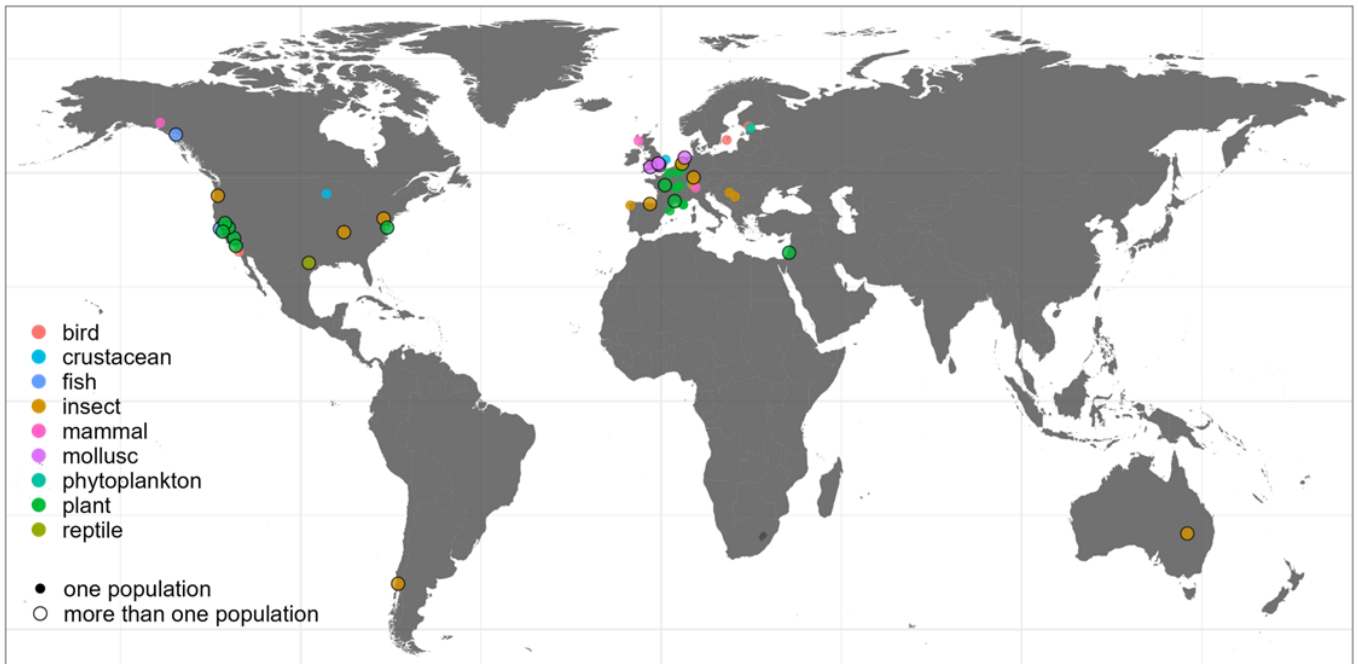 bird
crustacean
fish
insect
mammal
mollusc
phytoplankton
plant
reptile
one population
more than one population